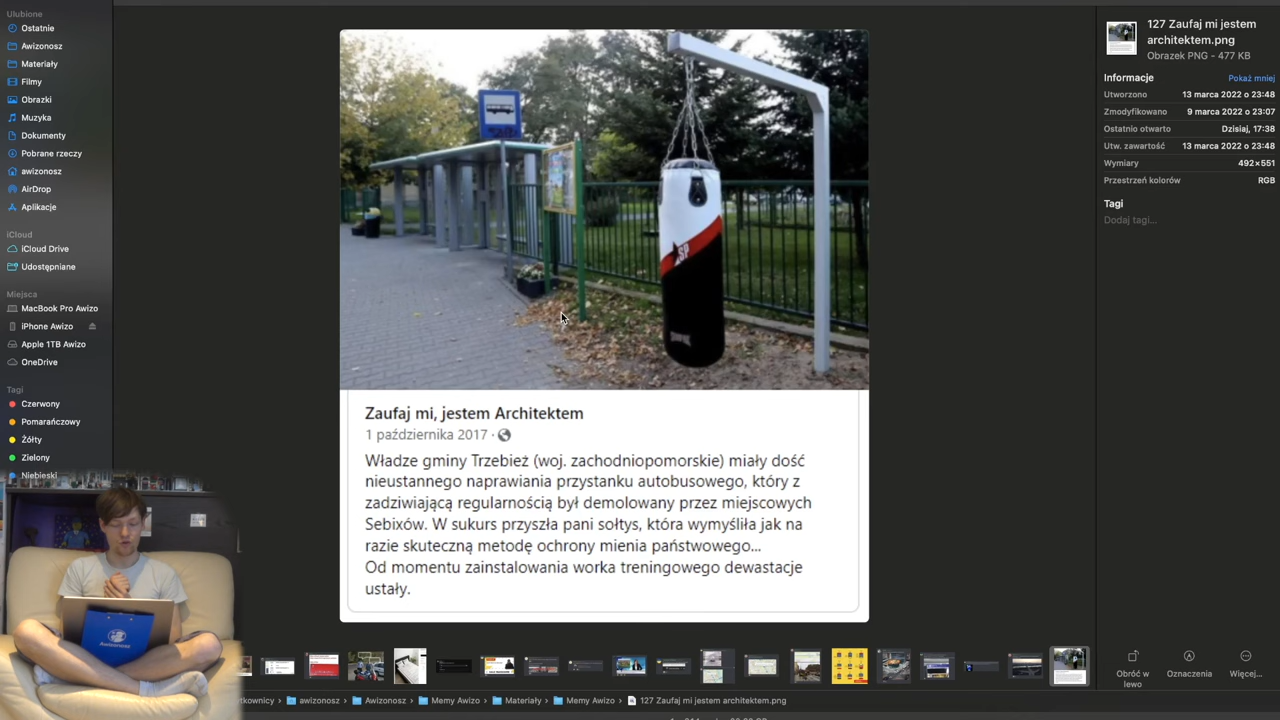 Ulubione
Ostatnie
Awizonosz
Materiały
Filmy
Obrazki
Muzyka
Dokumenty
Pobrane rzeczy
awizonosz
AirDrop
Aplikacje
iCloud
iCloud Drive
Udostępniane
Miejsca
MacBook Pro Awizo
iPhone Awizo
Apple 1TB Awizo
OneDrive
Tagi
Czerwony
Pomarańczowy
Żółty
Zielony
Niebieski
Zaufaj mi, jestem Architektem
1 października 2017 ·
Władze gminy Trzebież (woj. zachodniopomorskie) miały dość
nieustannego naprawiania przystanku autobusowego, który z
zadziwiającą regularnością był demolowany przez miejscowych
Sebixów. W sukurs przyszła pani sołtys, która wymyśliła jak na
razie skuteczną metodę ochrony mienia państwowego...
Od momentu zainstalowania worka treningowego dewastacje
ustały.
127 Zaufaj mi jestem
architektem.png
Obrazek PNG - 477 KB
Informacje Pokaż mniej
Utworzono 13 marca 2022 o 23:48
Zmodyfikowano 9 marca 2022 o 23:07
Ostatnio otwarto Dzisiaj, 17:38
Utw. zawartość 13 marca 2022 o 23:48
Wymiary 492×551
Przestrzeń kolorów RGB
Tagi
Dodaj tagi...
Obróć w
lewo
Oznaczenia
Więcej...
awizonosz › Awizonosz › Memy Awizo › Materiały › Memy Awizo › 127 Zaufaj mi jestem architektem.png